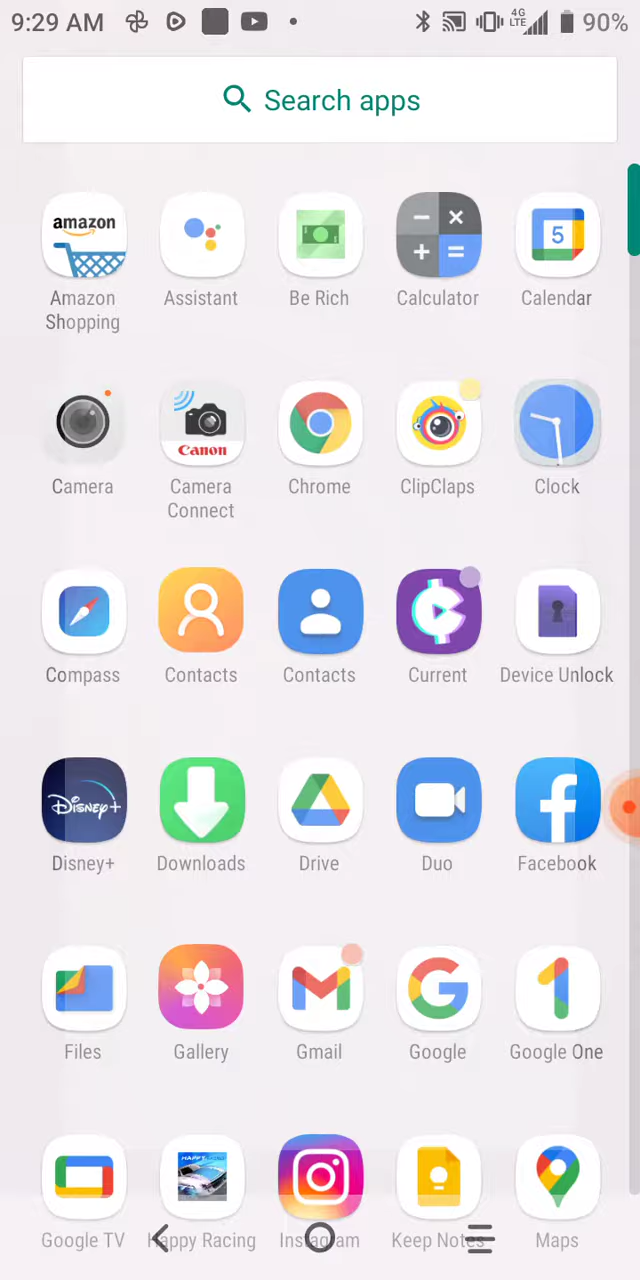 9:29 AM
4G
LTE
90%
Search apps
amazon
5
Amazon
Shopping
Assistant
Be Rich
Calculator
Calendar
Canon
Camera
Camera
Connect
Chrome
ClipClaps
Clock
Compass
Contacts
Contacts
Current
Device Unlock
Disney+
Disney+
Downloads
Drive
Duo
Facebook
Files
Gallery
Gmail
Google
Google One
Google TV
Happy Racing
Instagram
Keep Notes
Maps